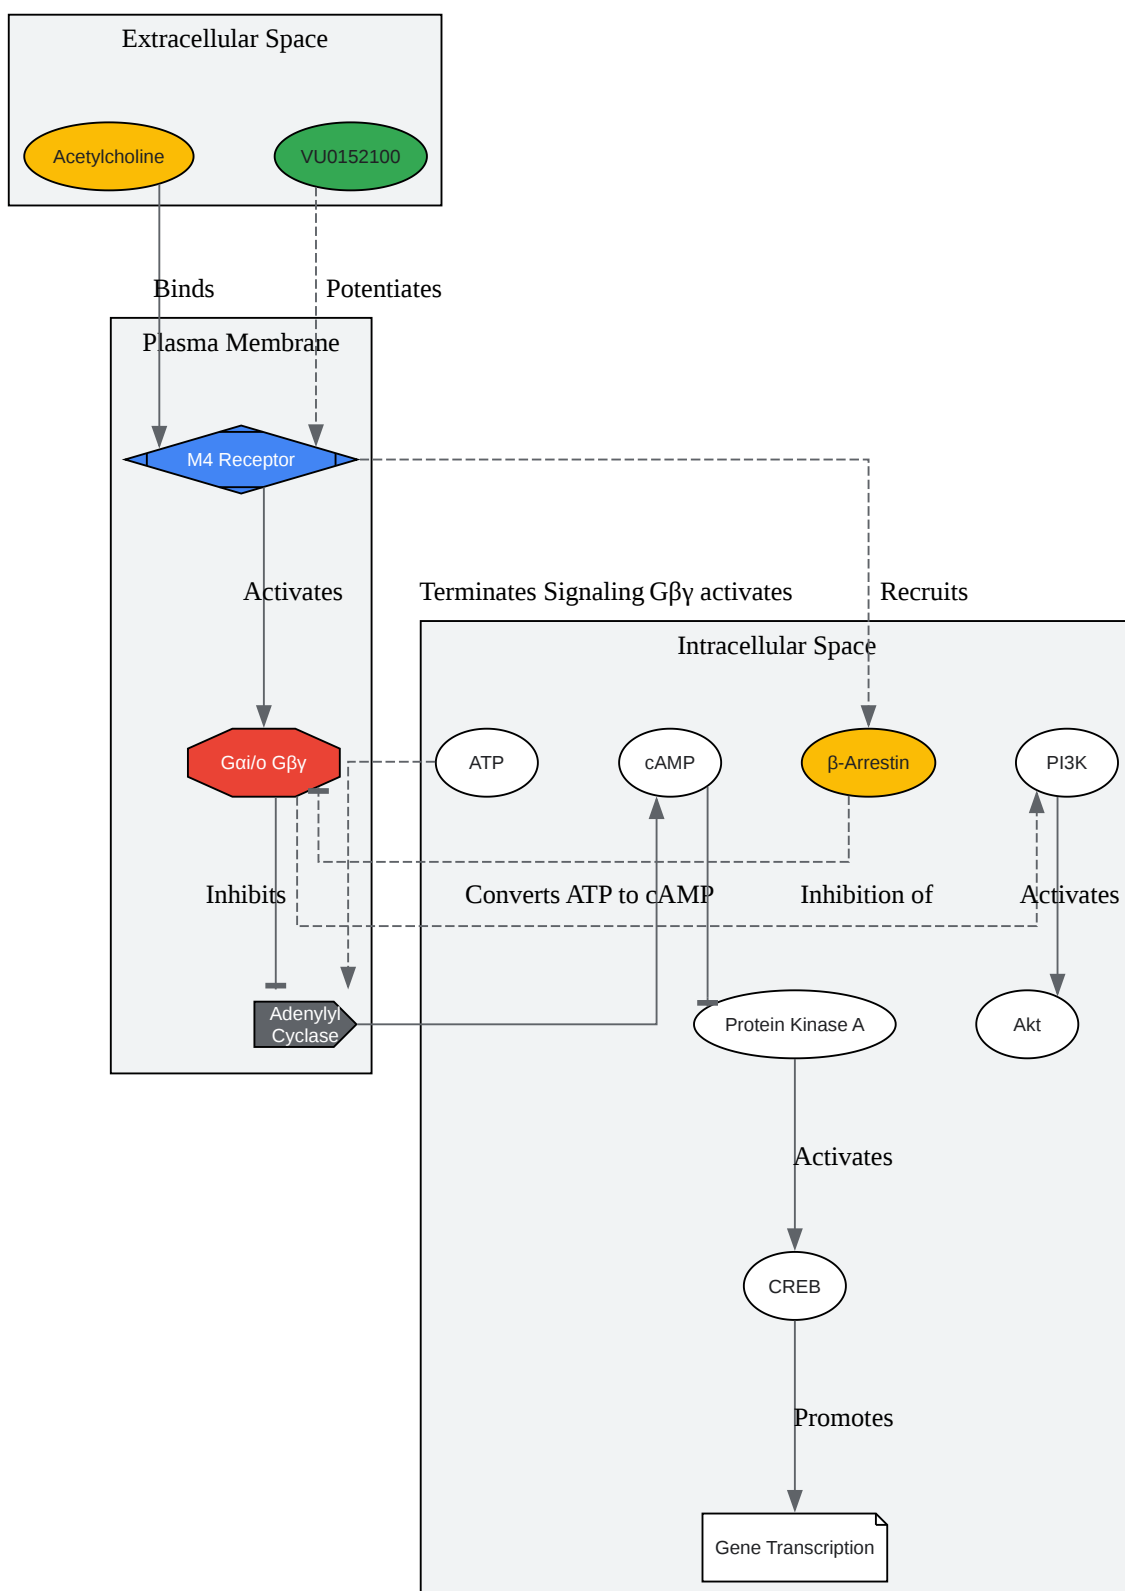 Extracellular Space
Acetylcholine
VU0152100
Binds
Potentiates
Plasma Membrane
M4 Receptor
Activates
Terminates Signaling
Gβγ activates
Recruits
Intracellular Space
Gαi/o Gβγ
ATP
cAMP
β-Arrestin
PI3K
Inhibits
Converts ATP to cAMP
Inhibition of
Activates
Adenylyl
Cyclase
Protein Kinase A
Akt
Activates
CREB
Promotes
Gene Transcription